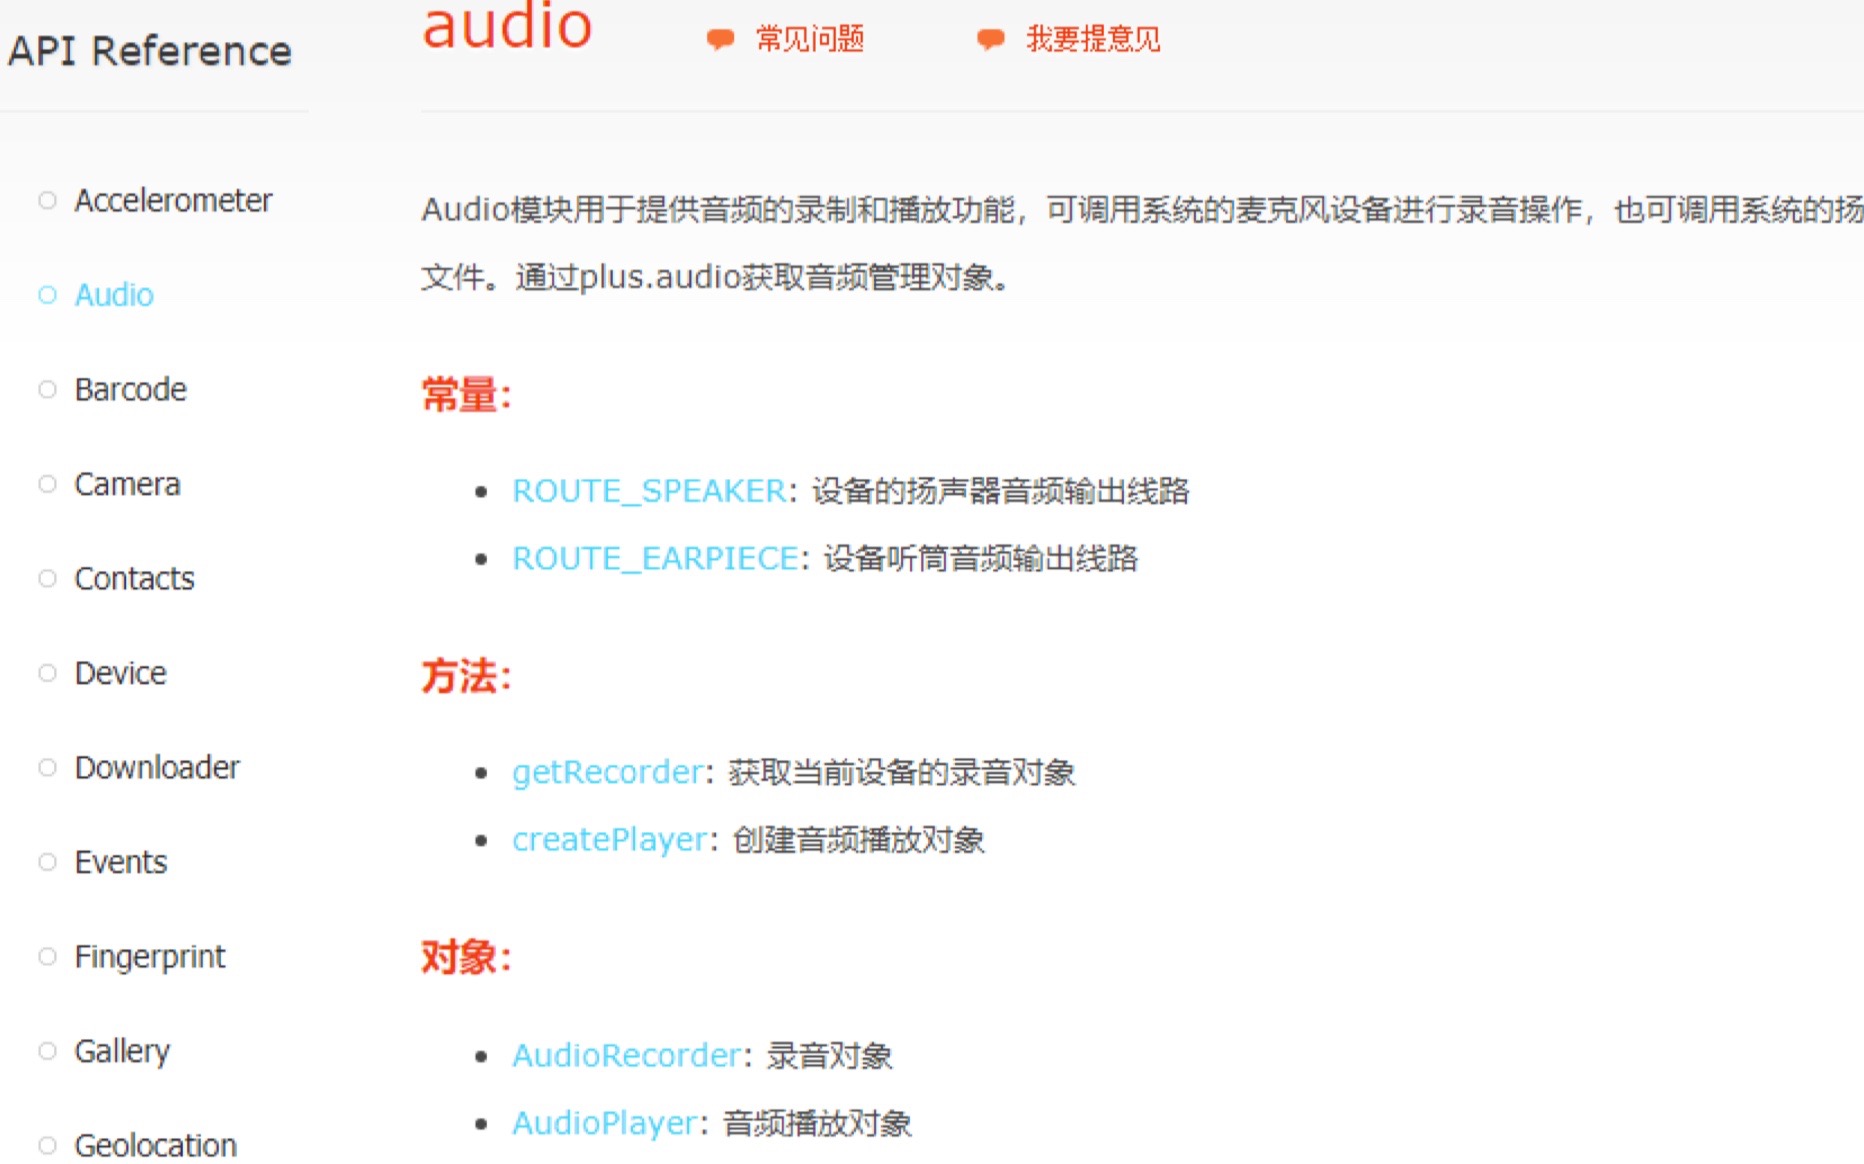 API Reference
Accelerometer
Audio
Barcode
Camera
Contacts
Device
Downloader
Events
Fingerprint
Gallery
Geolocation
audio
常见问题
我要提意见
Audio模块用于提供音频的录制和播放功能，可调用系统的麦克风设备进行录音操作，也可调用系统的扬
文件。通过plus.audio获取音频管理对象。
常量：
ROUTE_SPEAKER: 设备的扬声器音频输出线路
ROUTE_EARPIECE: 设备听筒音频输出线路
方法：
getRecorder: 获取当前设备的录音对象
createPlayer: 创建音频播放对象
对象：
AudioRecorder: 录音对象
AudioPlayer: 音频播放对象